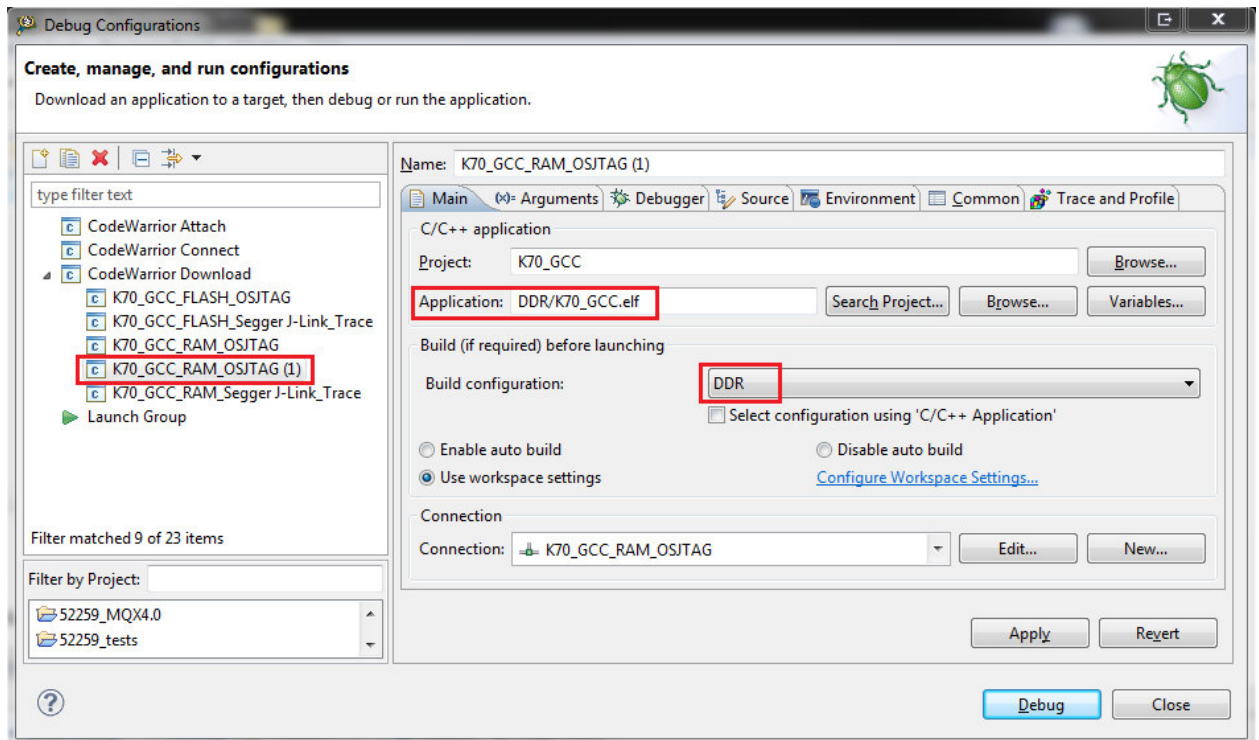 Debug Configurations
Create, manage, and run configurations
Download an application to a target, then debug or run the application.
type filter text
CodeWarrior Attach
CodeWarrior Connect
CodeWarrior Download
K70_GCC_FLASH_OSJTAG
K70_GCC_FLASH_Segger J-Link_Trace
K70_GCC_RAM_OSJTAG
K70_GCC_RAM_OSJTAG (1)
K70_GCC_RAM_Segger J-Link_Trace
Launch Group
Filter matched 9 of 23 items
Filter by Project:
52259_MQX4.0
52259_tests
Name: K70_GCC_RAM_OSJTAG (1)
Main (x)= Arguments Debugger Source Environment Common Trace and Profile
C/C++ application
Project: K70_GCC Browse...
Application: DDR/K70_GCC.elf Search Project... Browse... Variables...
Build (if required) before launching
Build configuration: DDR
Select configuration using 'C/C++ Application'
Enable auto build Disable auto build
Use workspace settings Configure Workspace Settings...
Connection
Connection: K70_GCC_RAM_OSJTAG Edit... New...
Apply Revert
Debug Close